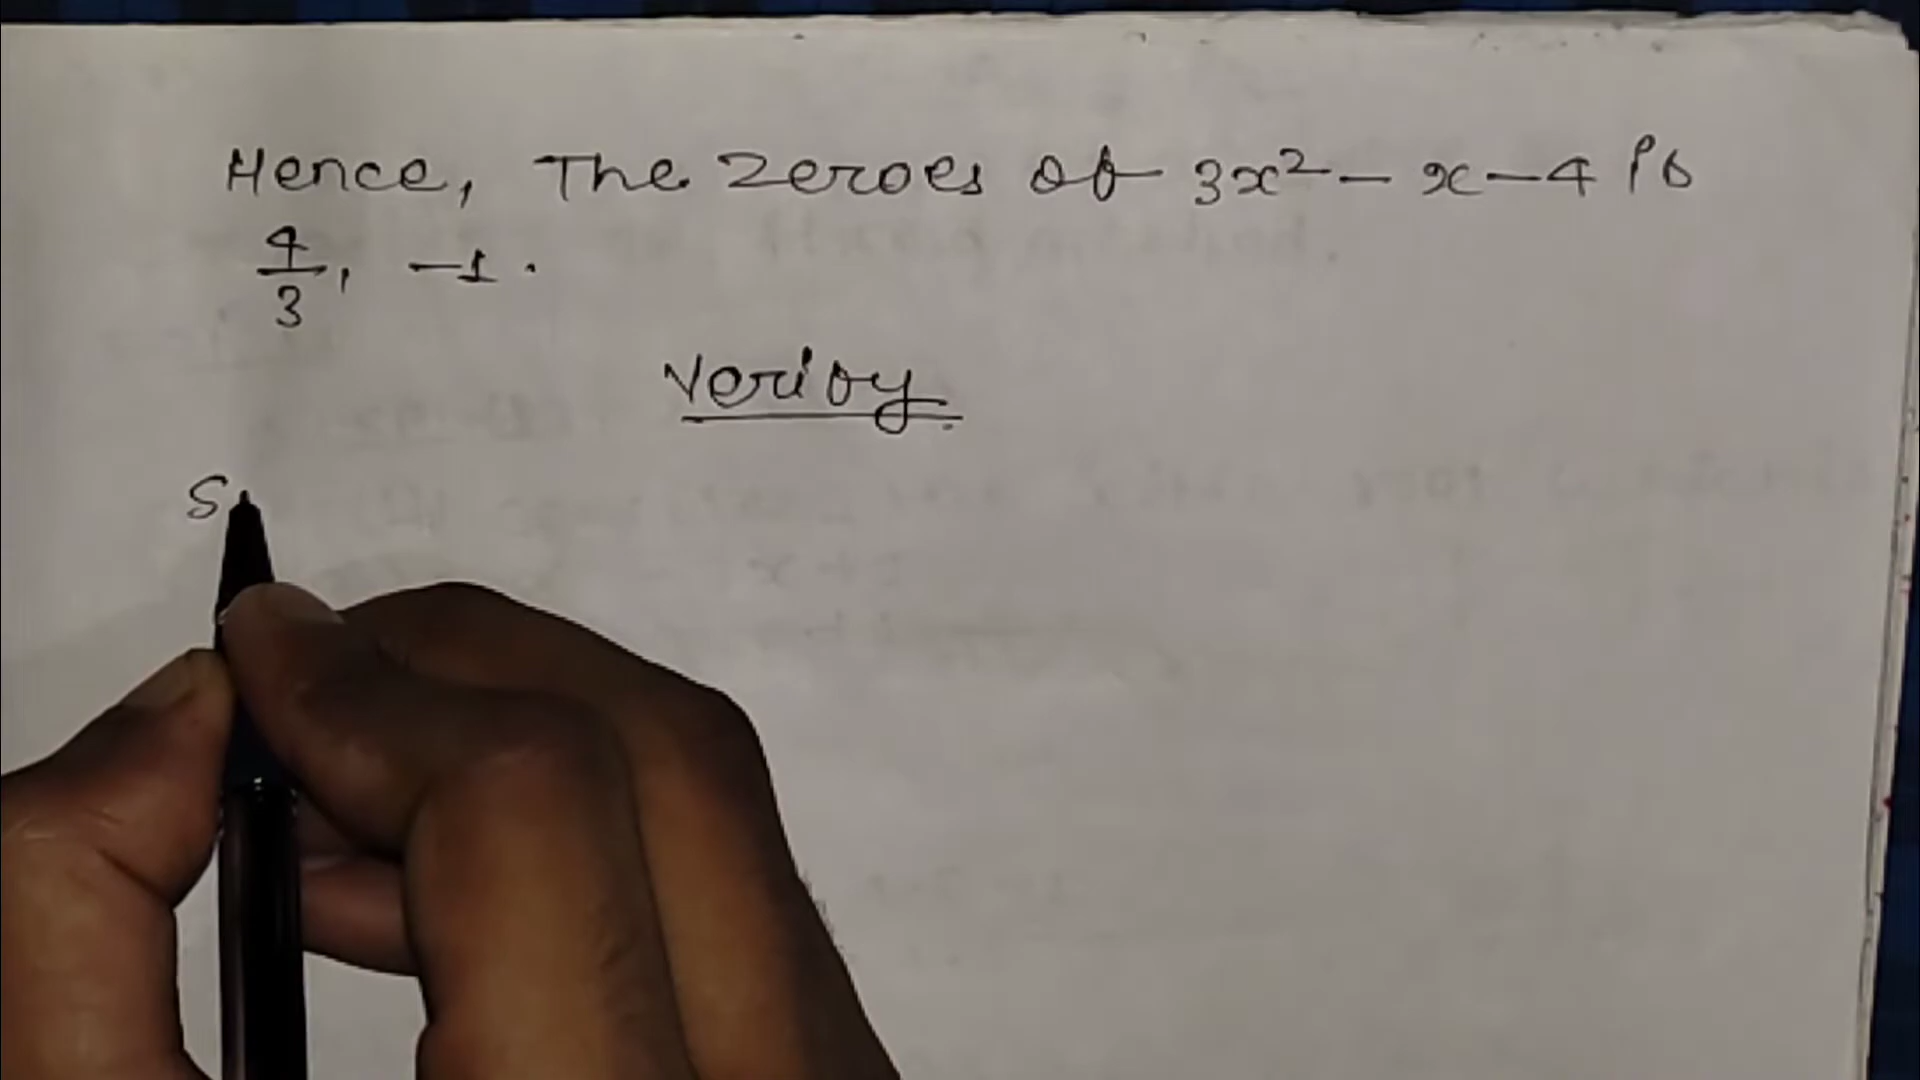 Hence, The Zeroes of 3x² - x - 4 is
4/3, -1.
Verify
S